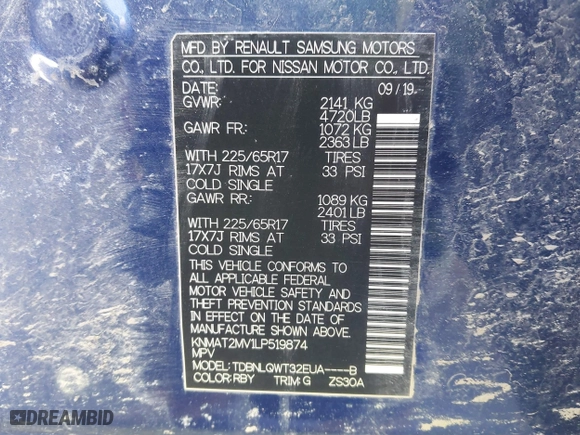 MFD BY RENAULT SAMSUNG MOTORS
CO., LTD. FOR NISSAN MOTOR CO., LTD.
DATE: 09/19
GVWR: 2141 KG
4720LB
GAWR FR: 1072 KG
2363 LB
WITH 225/65R17 TIRES
17X7J RIMS AT 33 PSI
COLD SINGLE
GAWR RR: 1089 KG
2401 LB
WITH 225/65R17 TIRES
17X7J RIMS AT 33 PSI
COLD SINGLE
THIS VEHICLE CONFORMS TO
ALL APPLICABLE FEDERAL
MOTOR VEHICLE SAFETY AND
THEFT PREVENTION STANDARDS
IN EFFECT ON THE DATE OF
MANUFACTURE SHOWN ABOVE.
KNMAT2MV1LP519874
MPV
MODEL: TDBNLQWT32EUA----B
COLOR:RBY TRIM:G ZS30A
DREAMBID